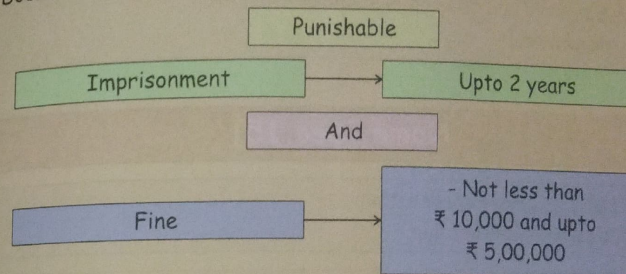 Punishable
Imprisonment
Upto 2 years
And
Fine
- Not less than
₹ 10,000 and upto
₹ 5,00,000